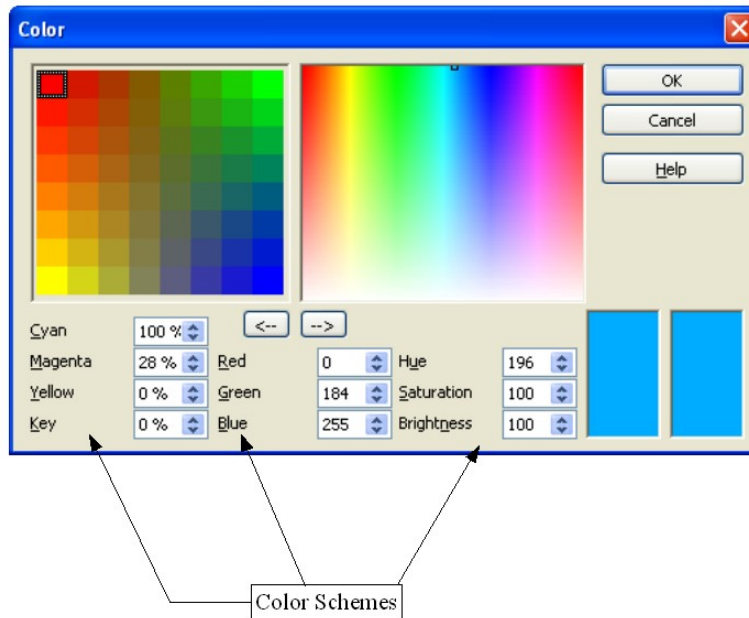 Color
OK
Cancel
Help
<-- -->
Cyan 100 %
Magenta 28 % Red 0 Hue 196
Yellow 0 % Green 184 Saturation 100
Key 0 % Blue 255 Brightness 100
Color Schemes